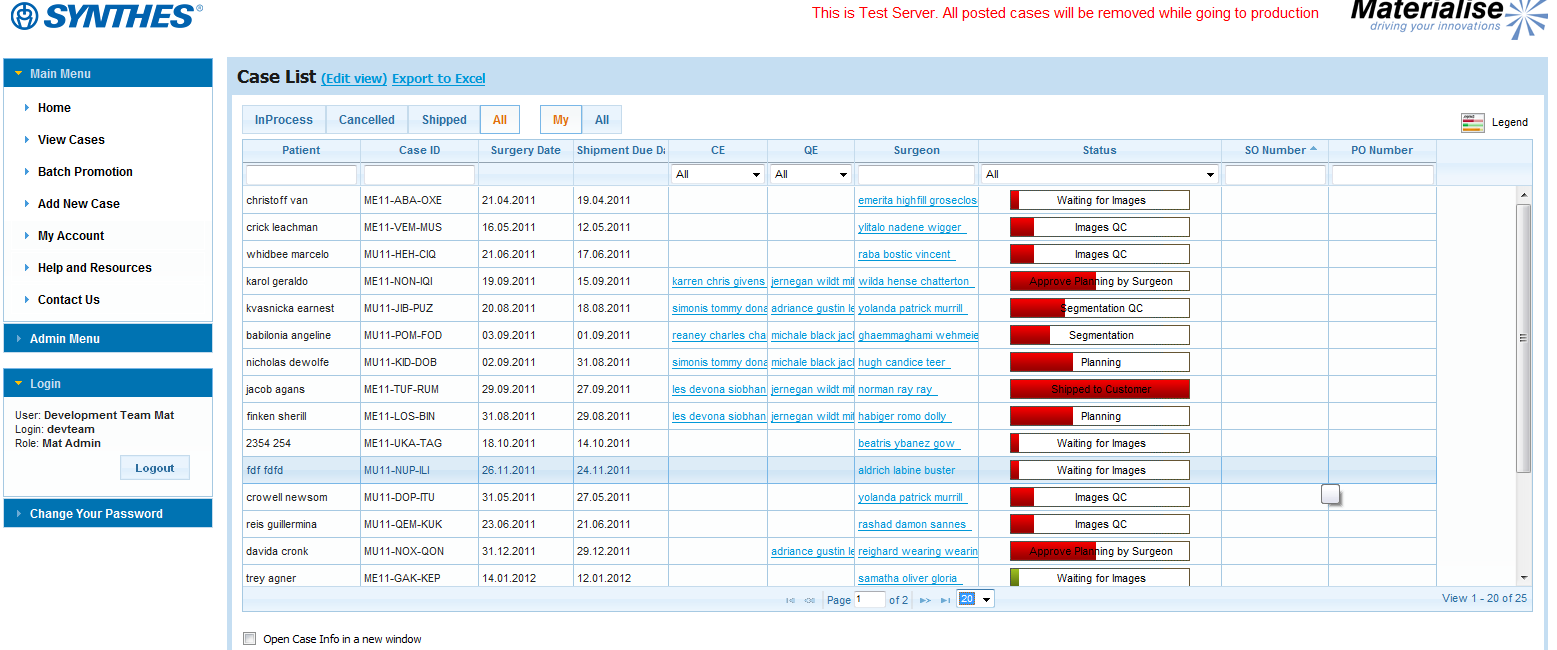 SYNTHES®
This is Test Server. All posted cases will be removed while going to production
Materialise
driving your innovations
Main Menu
Home
View Cases
Batch Promotion
Add New Case
My Account
Help and Resources
Contact Us
Admin Menu
Login
User: Development Team Mat
Login: devteam
Role: Mat Admin
Logout
Change Your Password
Case List (Edit view) Export to Excel
InProcess Cancelled Shipped All My All
Legend
Patient Case ID Surgery Date Shipment Due Da CE QE Surgeon Status SO Number PO Number
All All All
christoff van ME11-ABA-OXE 21.04.2011 19.04.2011 emerita highfill groseclos Waiting for Images
crick leachman ME11-VEM-MUS 16.05.2011 12.05.2011 ylitalo nadene wigger Images QC
whidbee marcelo MU11-HEH-CIQ 21.06.2011 17.06.2011 raba bostic vincent Images QC
karol geraldo ME11-NON-IQI 19.09.2011 15.09.2011 karren chris givens jernegan wildt mil wilda hense chatterton Approve Planning by Surgeon
kvasnicka earnest MU11-JIB-PUZ 20.08.2011 18.08.2011 simonis tommy dona adriance gustin le yolanda patrick murrill Segmentation QC
babilonia angeline MU11-POM-FOD 03.09.2011 01.09.2011 reaney charles cha michale black jacl ghaemmaghami wehmeie Segmentation
nicholas dewolfe MU11-KID-DOB 02.09.2011 31.08.2011 simonis tommy dona michale black jacl hugh candice teer Planning
jacob agans ME11-TUF-RUM 29.09.2011 27.09.2011 les devona siobhan jernegan wildt mil norman ray ray Shipped to Customer
finken sherill ME11-LOS-BIN 31.08.2011 29.08.2011 les devona siobhan jernegan wildt mil habiger romo dolly Planning
2354 254 ME11-UKA-TAG 18.10.2011 14.10.2011 beatris ybanez gow Waiting for Images
fdf fdfd MU11-NUP-ILI 26.11.2011 24.11.2011 aldrich labine buster Waiting for Images
crowell newsom MU11-DOP-ITU 31.05.2011 27.05.2011 yolanda patrick murrill Images QC
reis guillermina MU11-QEM-KUK 23.06.2011 21.06.2011 rashad damon sannes Images QC
davida cronk MU11-NOX-QON 31.12.2011 29.12.2011 adriance gustin le reighard wearing wearin Approve Planning by Surgeon
trey agner ME11-GAK-KEP 14.01.2012 12.01.2012 samatha oliver gloria Waiting for Images
Page 1 of 2 20
View 1 - 20 of 25
Open Case Info in a new window